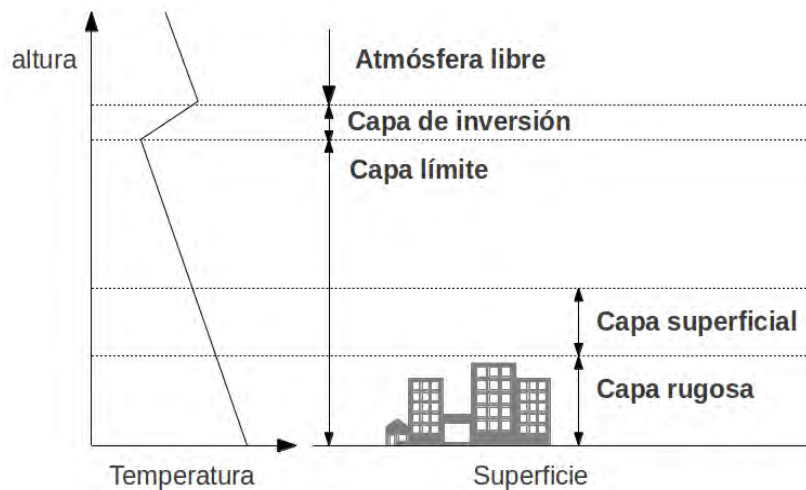 altura
Atmósfera libre
Capa de inversión
Capa límite
Capa superficial
Capa rugosa
Temperatura
Superficie